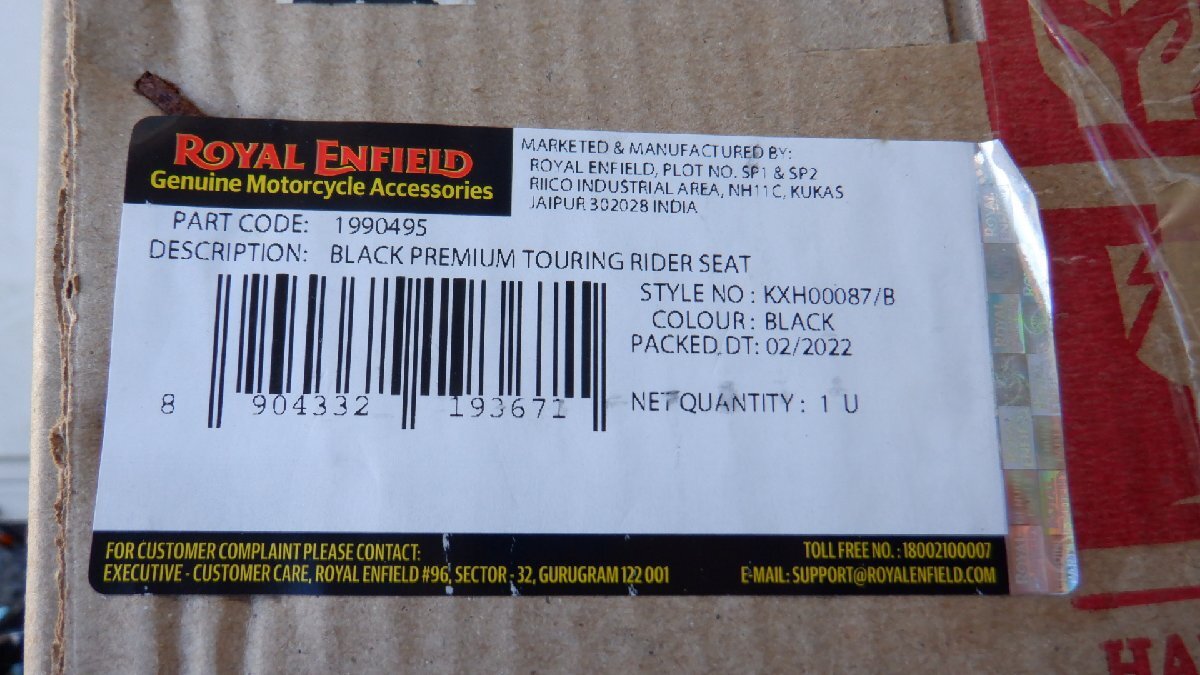 ROYAL ENFIELD
Genuine Motorcycle Accessories
MARKETED & MANUFACTURED BY:
ROYAL ENFIELD, PLOT NO. SP1 & SP2
RIICO INDUSTRIAL AREA, NH11C, KUKAS
JAIPUR 302028 INDIA
PART CODE: 1990495
DESCRIPTION: BLACK PREMIUM TOURING RIDER SEAT
STYLE NO : KXH00087/B
COLOUR : BLACK
PACKED DT: 02/2022
NET QUANTITY : 1 U
8 904332 193671
FOR CUSTOMER COMPLAINT PLEASE CONTACT:
EXECUTIVE - CUSTOMER CARE, ROYAL ENFIELD #96, SECTOR - 32, GURUGRAM 122 001
TOLL FREE NO. : 18002100007
E-MAIL: SUPPORT@ROYALENFIELD.COM